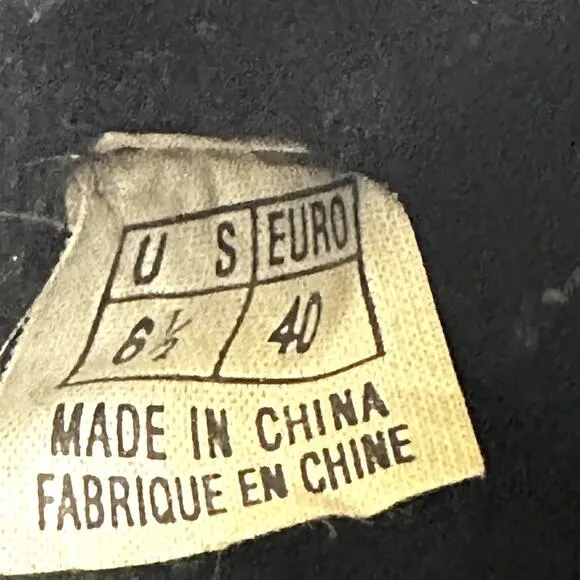 U S EURO
6½ 40
MADE IN CHINA
FABRIQUE EN CHINE